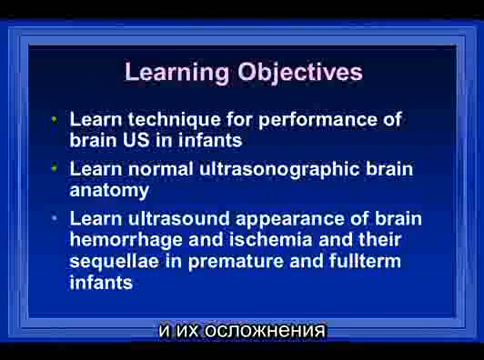 Learning Objectives
• Learn technique for performance of
brain US in infants
• Learn normal ultrasonographic brain
anatomy
• Learn ultrasound appearance of brain
hemorrhage and ischemia and their
sequellae in premature and fullterm
infants
и их осложнения